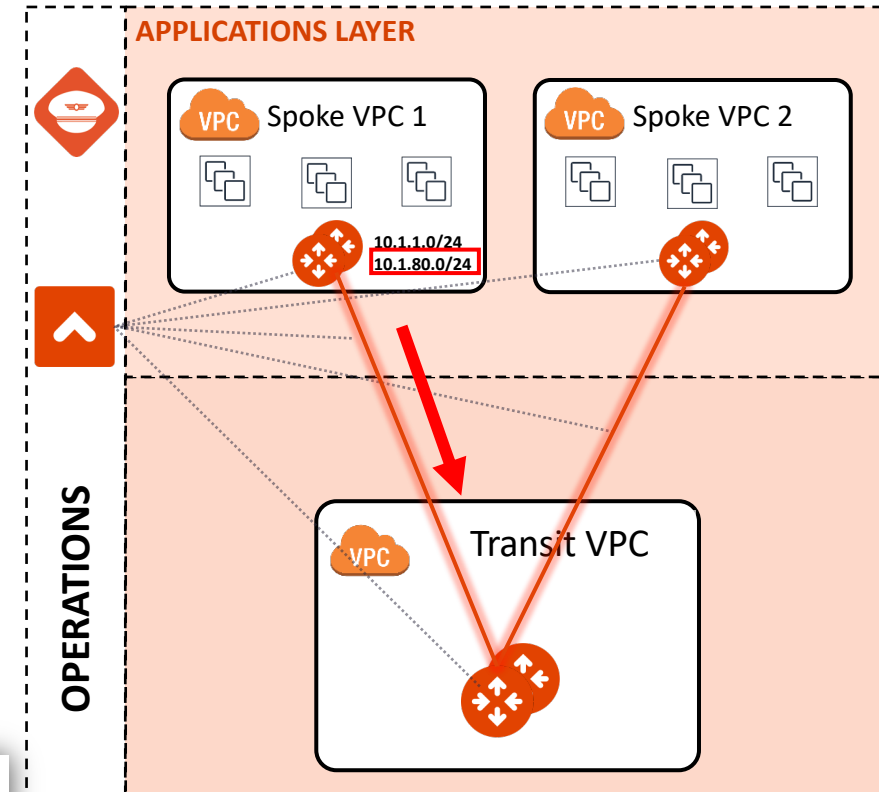 APPLICATIONS LAYER
VPC
Spoke VPC 1
VPC
Spoke VPC 2
10.1.1.0/24
10.1.80.0/24
OPERATIONS
VPC
Transit VPC